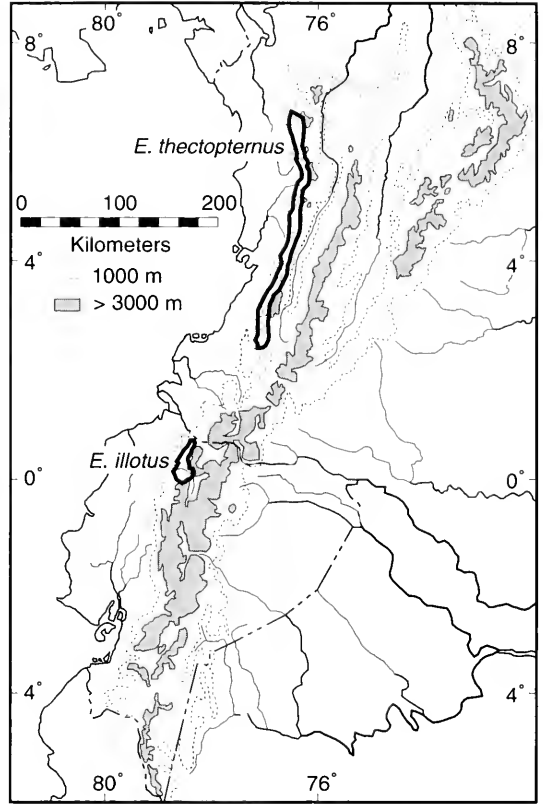 80° 76°
8° 8°
E. thectopternus
0 100 200
Kilometers
1000 m
> 3000 m
4° 4°
E. illotus
0° 0°
4° 4°
80° 76°